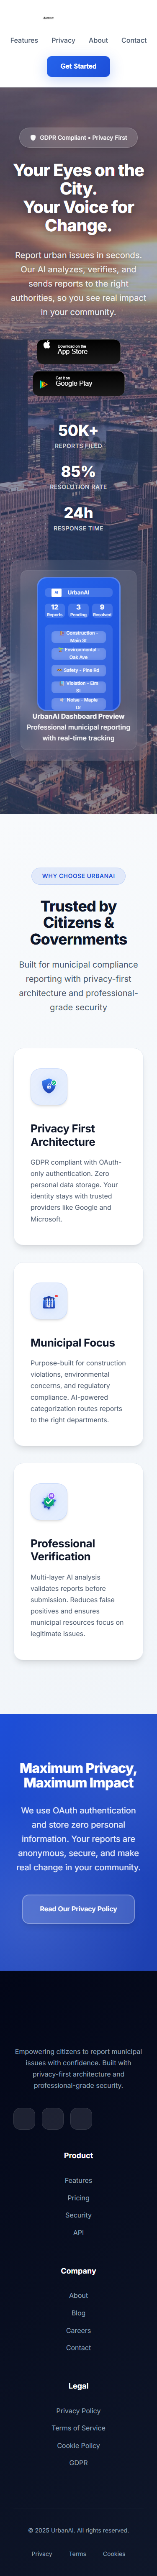 Features Privacy About Contact
Get Started
GDPR Compliant • Privacy First
Your Eyes on the
City.
Your Voice for
Change.
Report urban issues in seconds.
Our AI analyzes, verifies, and
sends reports to the right
authorities, so you see real impact
in your community.
Download on the
App Store
Get it on
Google Play
50K+
REPORTS FILED
85%
RESOLUTION RATE
24h
RESPONSE TIME
UrbanAI
12 3 9
Reports Pending Resolved
Construction -
Main St
Environmental -
Oak Ave
Safety - Pine Rd
Violation - Elm
St
Noise - Maple
Dr
UrbanAI Dashboard Preview
Professional municipal reporting
with real-time tracking
WHY CHOOSE URBANAI
Trusted by
Citizens &
Governments
Built for municipal compliance
reporting with privacy-first
architecture and professional-
grade security
Privacy First
Architecture
GDPR compliant with OAuth-
only authentication. Zero
personal data storage. Your
identity stays with trusted
providers like Google and
Microsoft.
Municipal Focus
Purpose-built for construction
violations, environmental
concerns, and regulatory
compliance. AI-powered
categorization routes reports
to the right departments.
Professional
Verification
Multi-layer AI analysis
validates reports before
submission. Reduces false
positives and ensures
municipal resources focus on
legitimate issues.
Maximum Privacy,
Maximum Impact
We use OAuth authentication
and store zero personal
information. Your reports are
anonymous, secure, and make
real change in your community.
Read Our Privacy Policy
Empowering citizens to report municipal
issues with confidence. Built with
privacy-first architecture and
professional-grade security.
Product
Features
Pricing
Security
API
Company
About
Blog
Careers
Contact
Legal
Privacy Policy
Terms of Service
Cookie Policy
GDPR
© 2025 UrbanAI. All rights reserved.
Privacy Terms Cookies